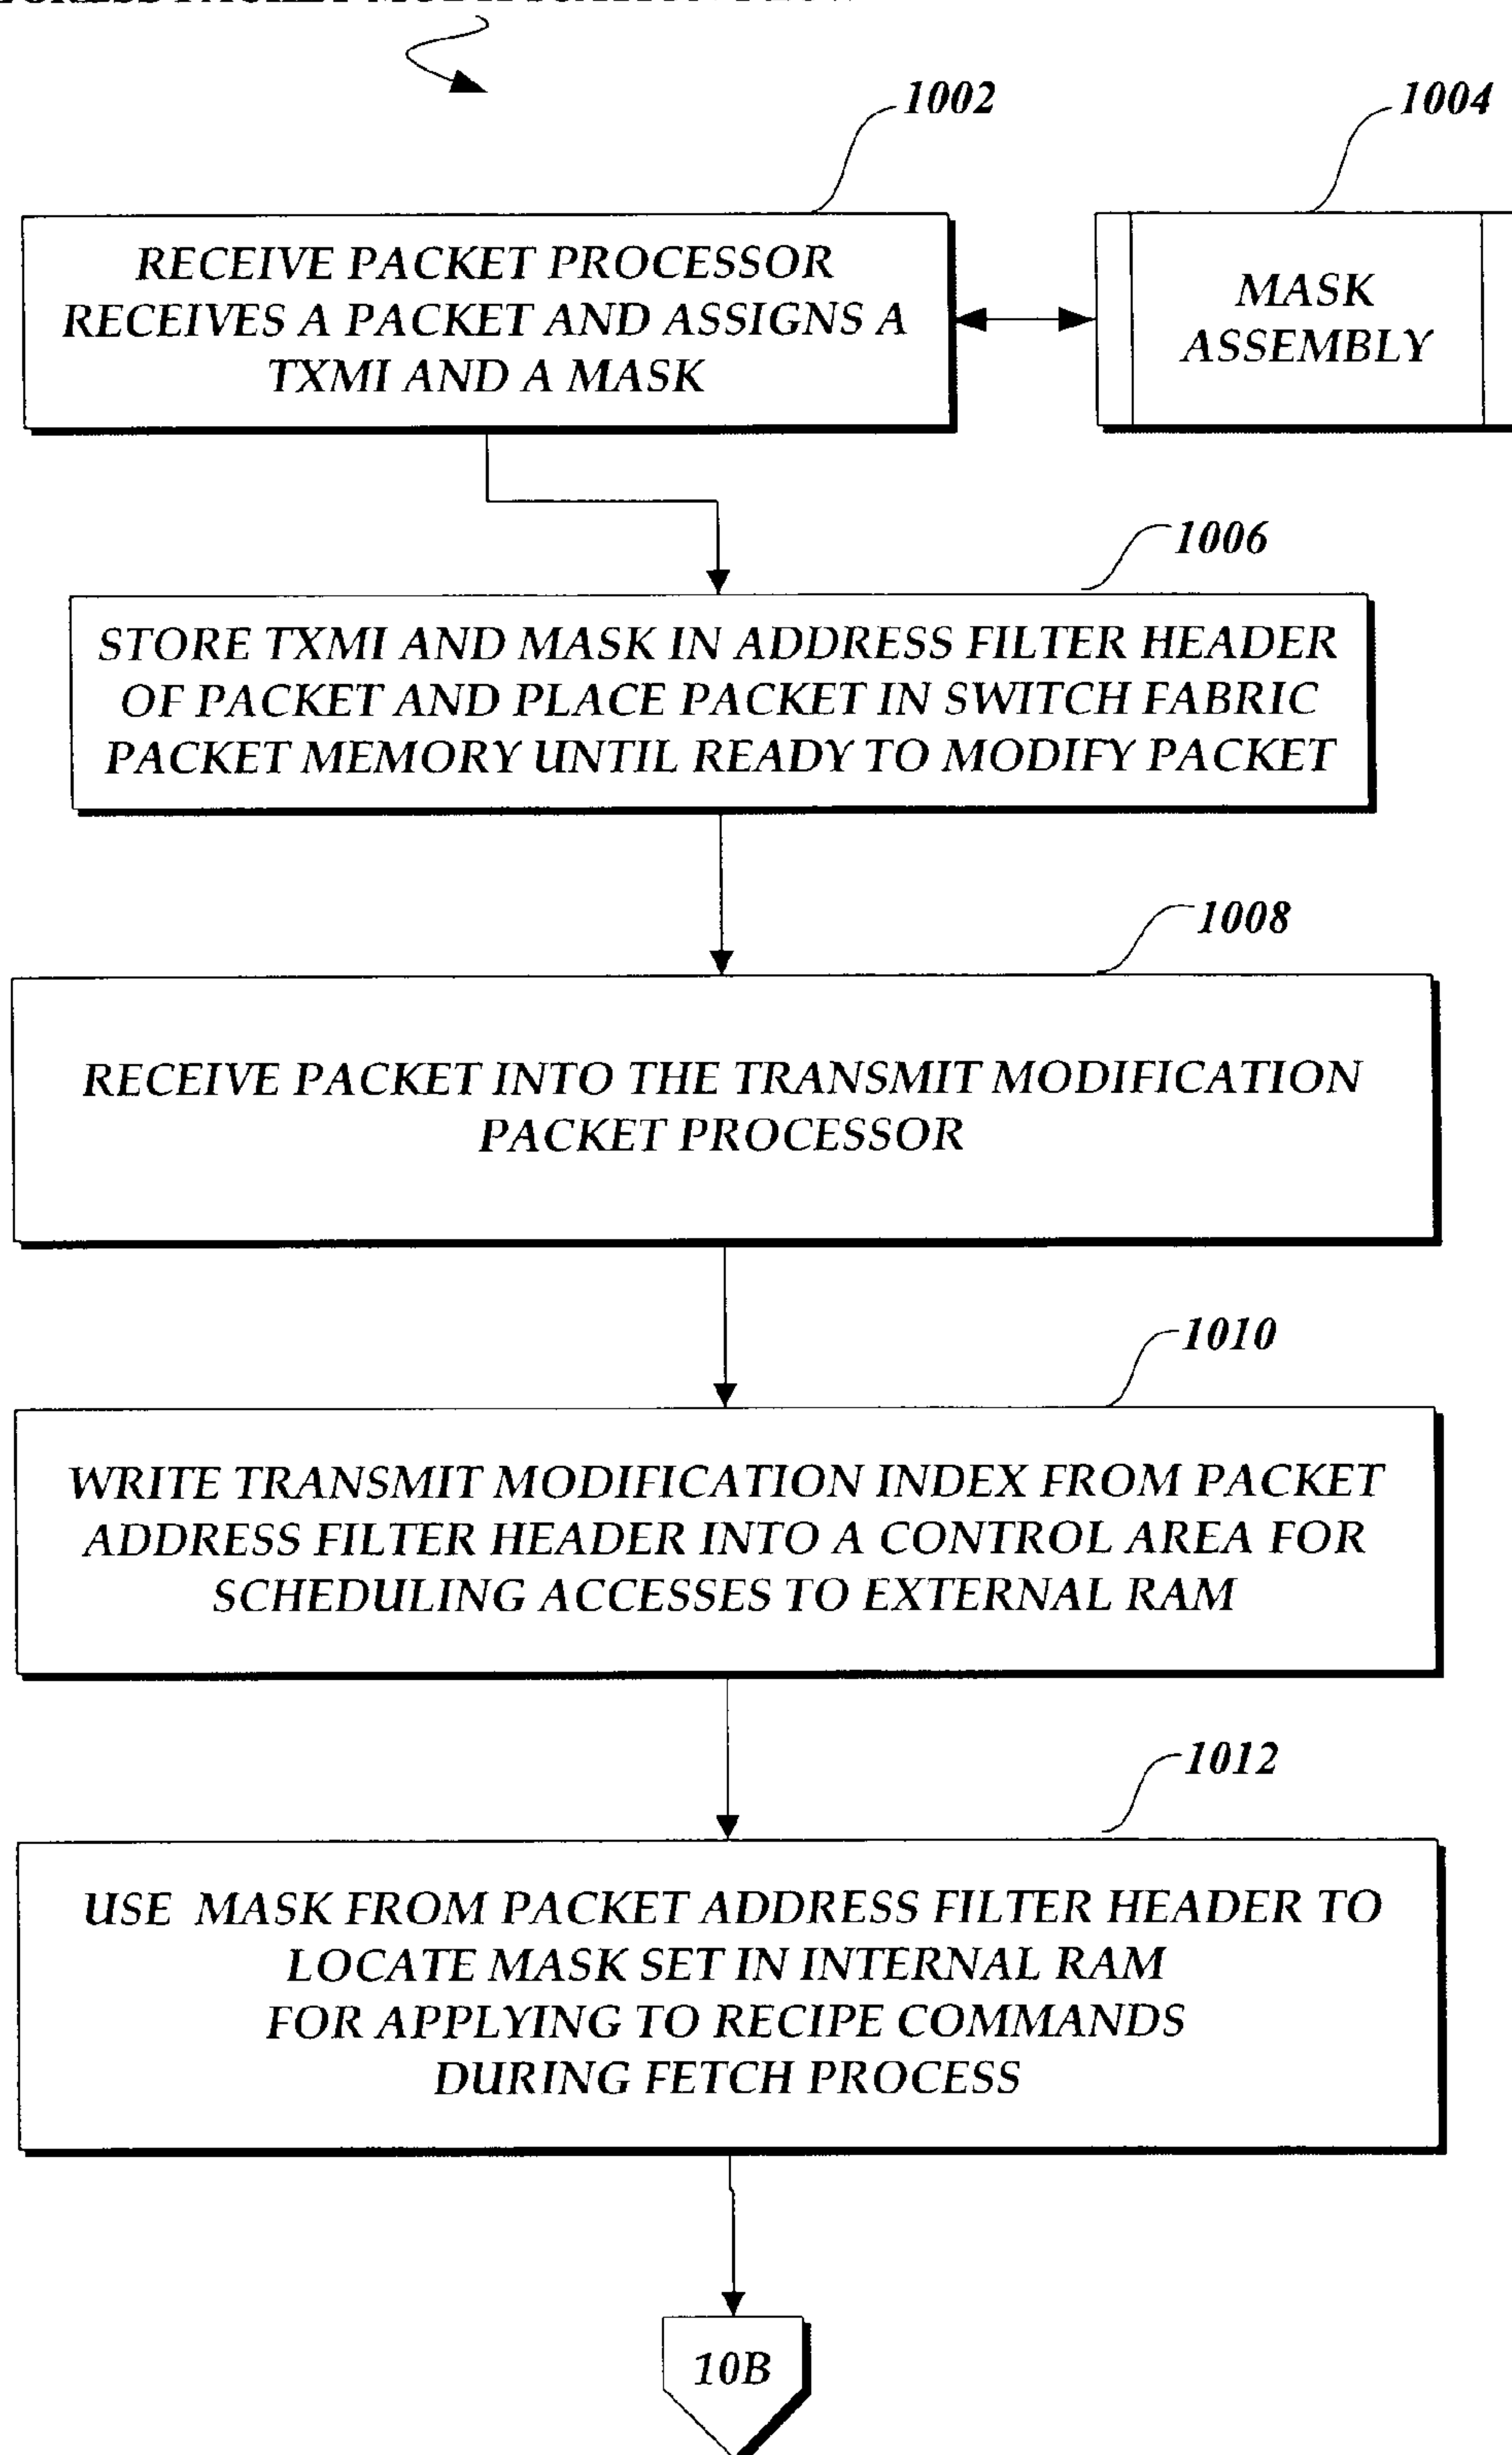 1002
1004
RECEIVE PACKET PROCESSOR
RECEIVES A PACKET AND ASSIGNS A
TXMI AND A MASK
MASK
ASSEMBLY
1006
STORE TXMI AND MASK IN ADDRESS FILTER HEADER
OF PACKET AND PLACE PACKET IN SWITCH FABRIC
PACKET MEMORY UNTIL READY TO MODIFY PACKET
1008
RECEIVE PACKET INTO THE TRANSMIT MODIFICATION
PACKET PROCESSOR
1010
WRITE TRANSMIT MODIFICATION INDEX FROM PACKET
ADDRESS FILTER HEADER INTO A CONTROL AREA FOR
SCHEDULING ACCESSES TO EXTERNAL RAM
1012
USE MASK FROM PACKET ADDRESS FILTER HEADER TO
LOCATE MASK SET IN INTERNAL RAM
FOR APPLYING TO RECIPE COMMANDS
DURING FETCH PROCESS
10B